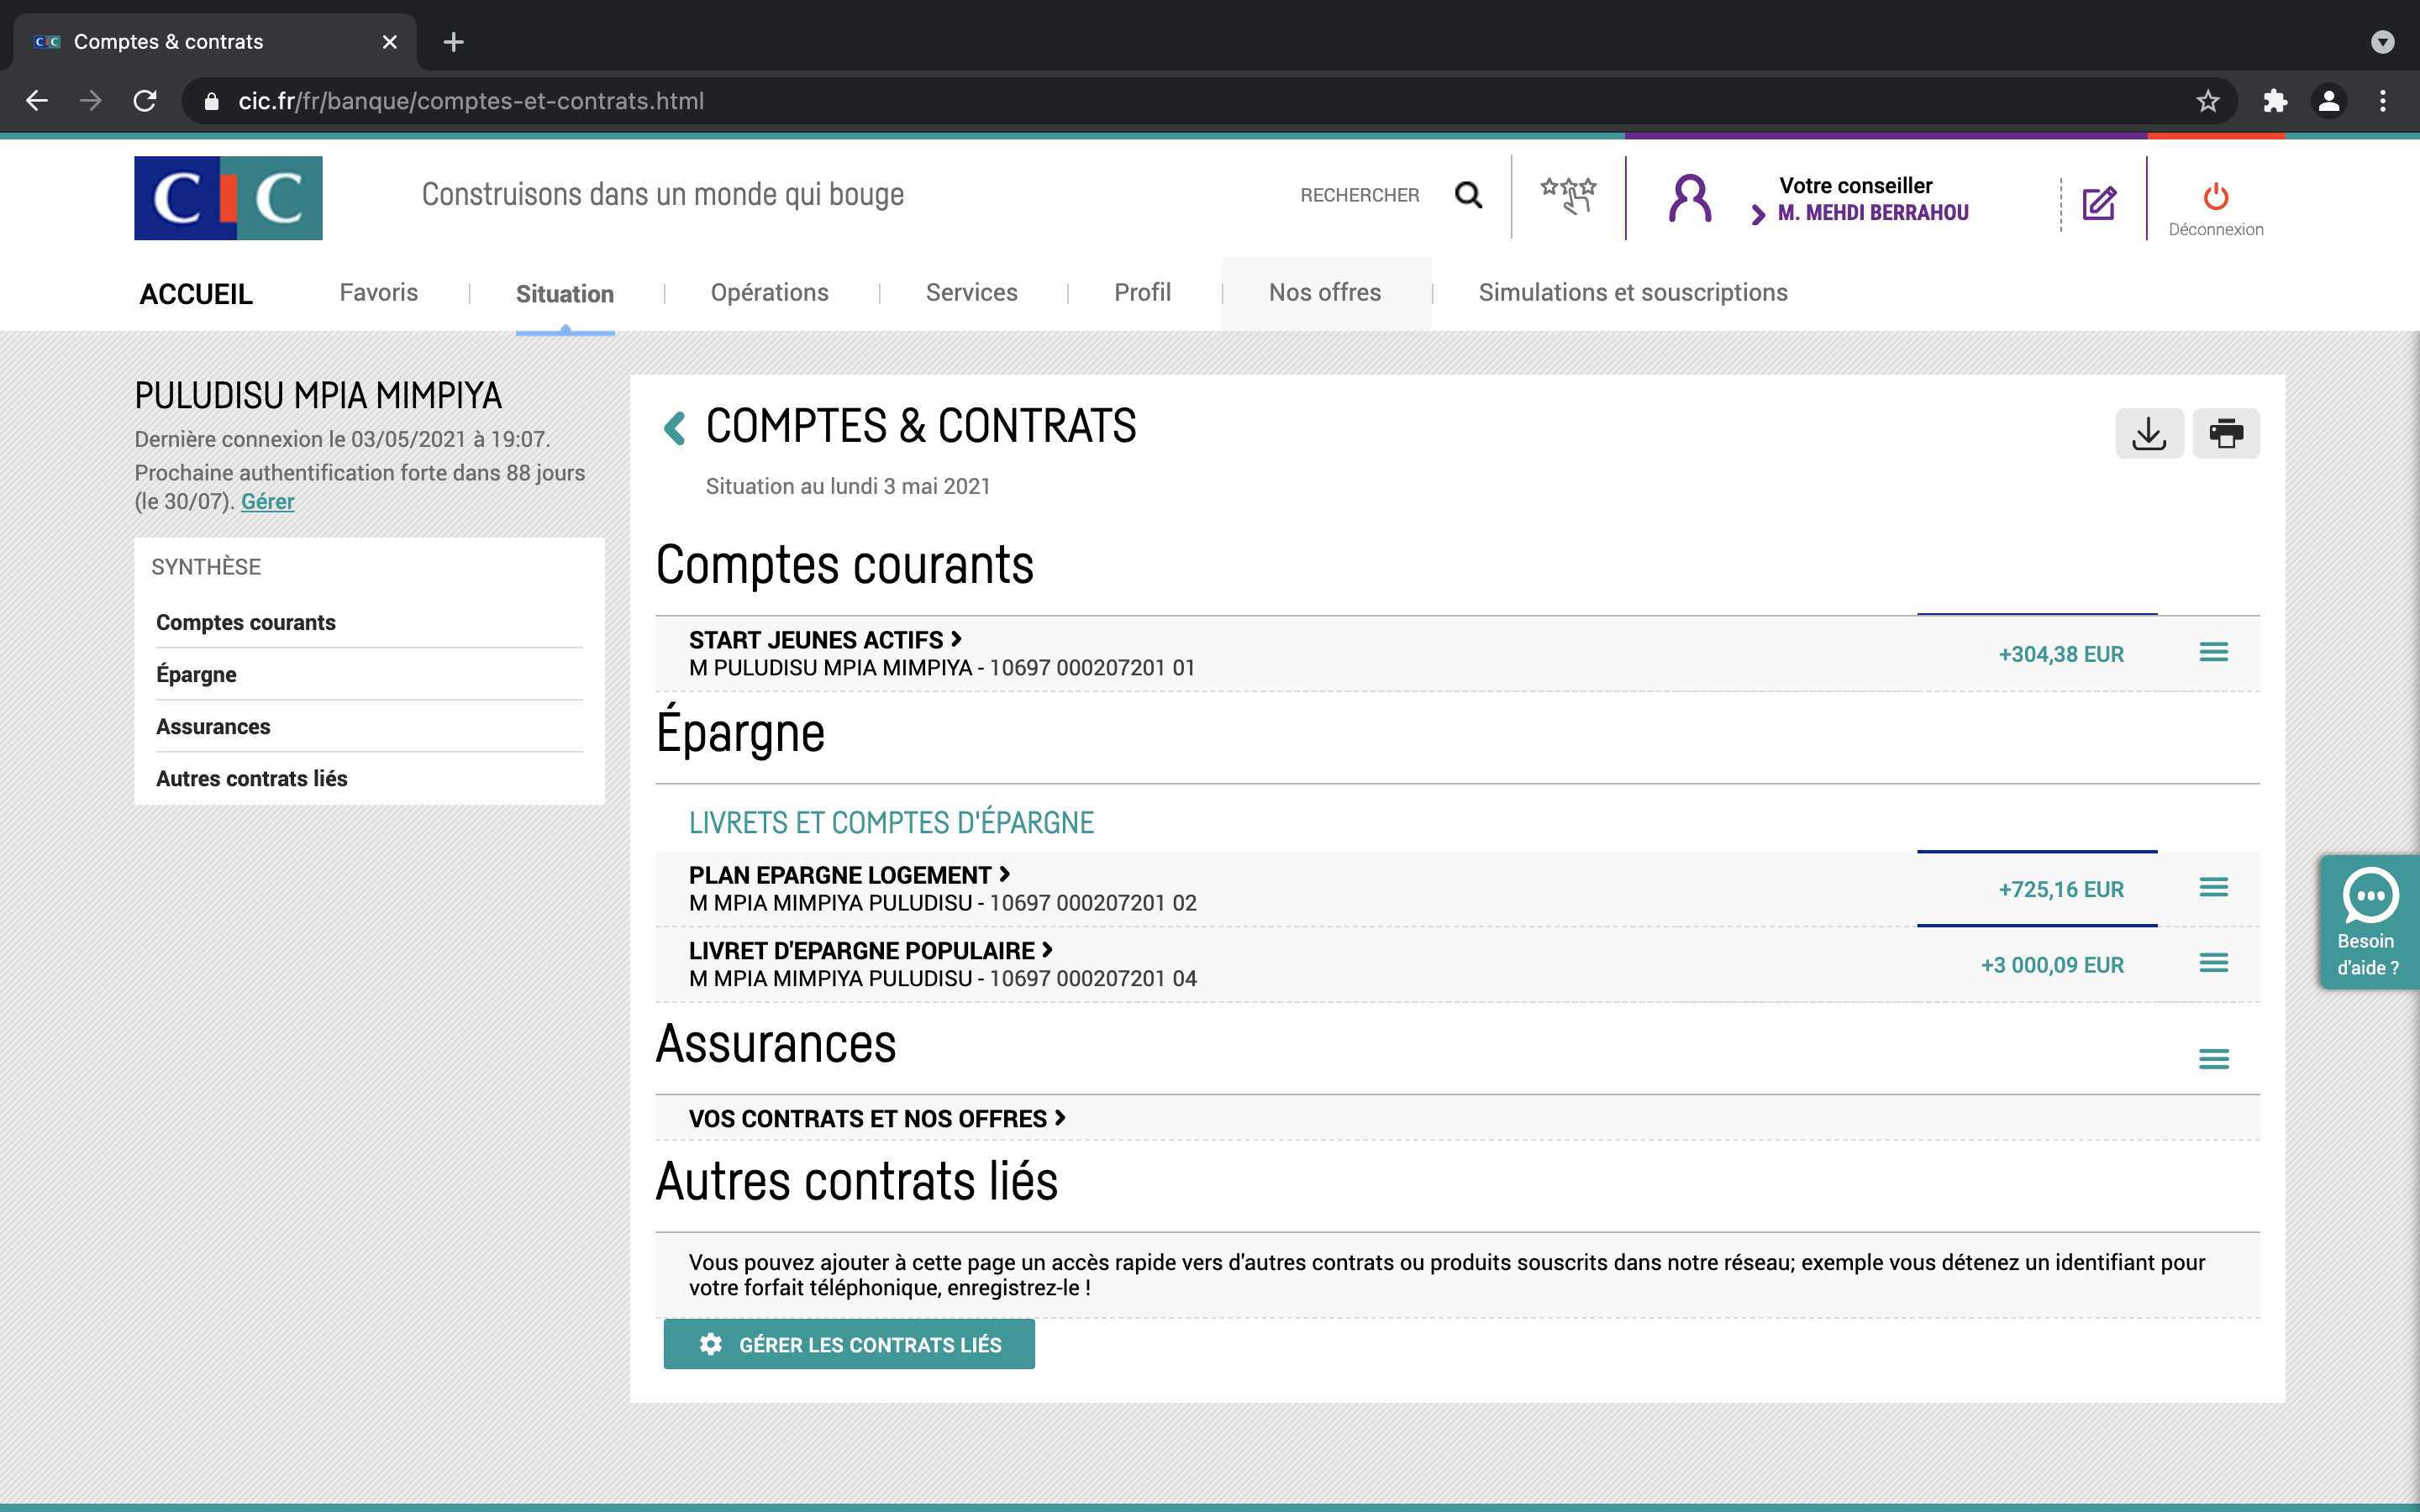 Comptes & contrats
cic.fr/fr/banque/comptes-et-contrats.html
CIC
Construisons dans un monde qui bouge
RECHERCHER
Votre conseiller
M. MEHDI BERRAHOU
Déconnexion
ACCUEIL
Favoris
Situation
Opérations
Services
Profil
Nos offres
Simulations et souscriptions
PULUDISU MPIA MIMPIYA
Dernière connexion le 03/05/2021 à 19:07.
Prochaine authentification forte dans 88 jours
(le 30/07). Gérer
SYNTHÈSE
Comptes courants
Épargne
Assurances
Autres contrats liés
COMPTES & CONTRATS
Situation au lundi 3 mai 2021
Comptes courants
START JEUNES ACTIFS
M PULUDISU MPIA MIMPIYA - 10697 000207201 01
+304,38 EUR
Épargne
LIVRETS ET COMPTES D'ÉPARGNE
PLAN EPARGNE LOGEMENT
M MPIA MIMPIYA PULUDISU - 10697 000207201 02
+725,16 EUR
LIVRET D'EPARGNE POPULAIRE
M MPIA MIMPIYA PULUDISU - 10697 000207201 04
+3 000,09 EUR
Assurances
VOS CONTRATS ET NOS OFFRES
Autres contrats liés
Vous pouvez ajouter à cette page un accès rapide vers d'autres contrats ou produits souscrits dans notre réseau; exemple vous détenez un identifiant pour
votre forfait téléphonique, enregistrez-le !
GÉRER LES CONTRATS LIÉS
Besoin
d'aide ?